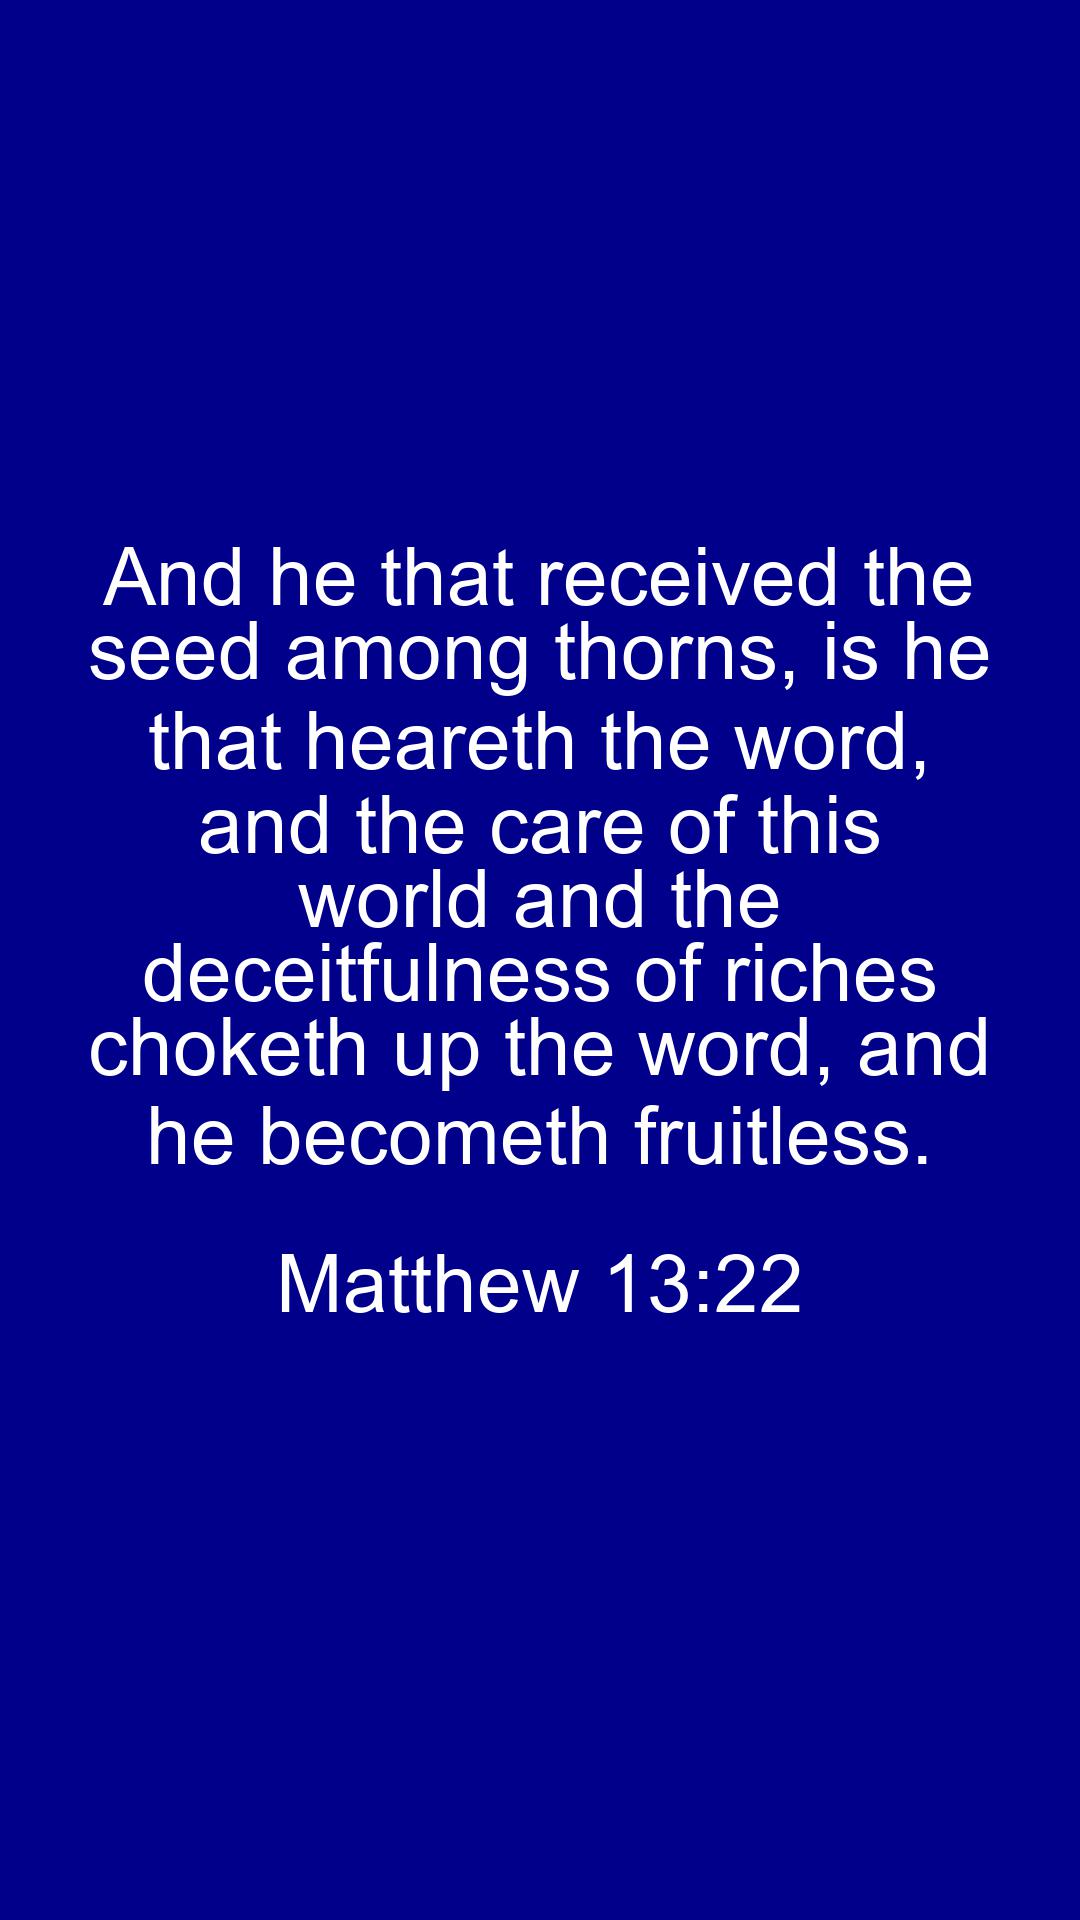 And he that received the
seed among thorns, is he
that heareth the word,
and the care of this
world and the
deceitfulness of riches
choketh up the word, and
he becometh fruitless.
Matthew 13:22